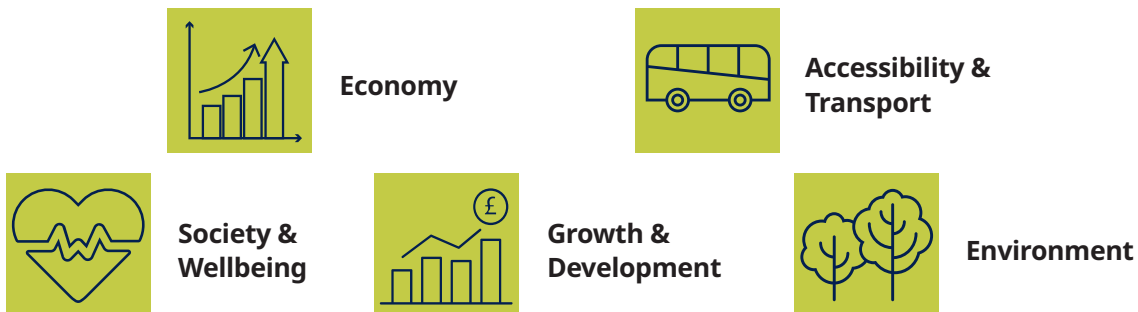 Economy
Accessibility &
Transport
Society &
Wellbeing
£
Growth &
Development
Environment